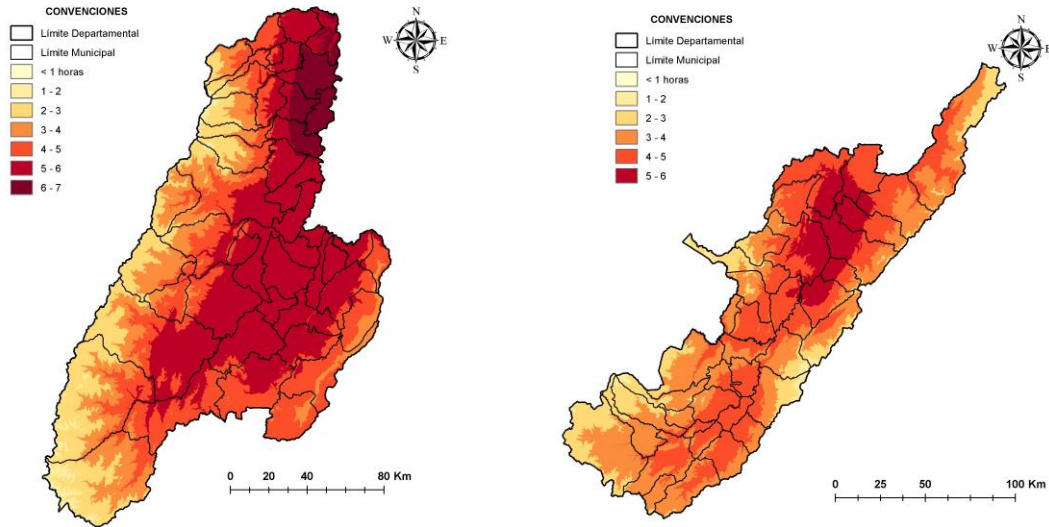 CONVENCIONES
Límite Departamental
Límite Municipal
< 1 horas
1 - 2
2 - 3
3 - 4
4 - 5
5 - 6
6 - 7
N
W E
S
0 20 40 80 Km
CONVENCIONES
Límite Departamental
Límite Municipal
< 1 horas
1 - 2
2 - 3
3 - 4
4 - 5
5 - 6
N
W E
S
0 25 50 100 Km